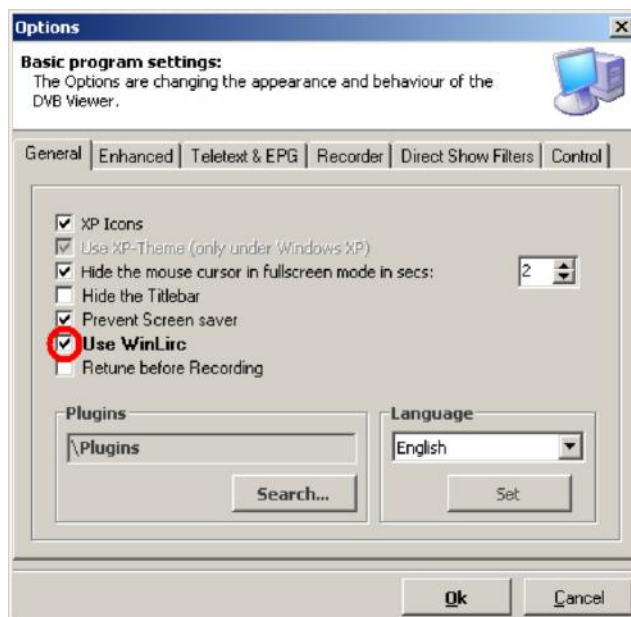 Options
Basic program settings:
The Options are changing the appearance and behaviour of the
DVB Viewer.
General Enhanced Teletext & EPG Recorder Direct Show Filters Control
XP Icons
Use XP-Theme (only under Windows XP)
Hide the mouse cursor in fullscreen mode in secs: 2
Hide the Titlebar
Prevent Screen saver
Use WinLirc
Retune before Recording
Plugins
\Plugins
Search...
Language
English
Set
Ok Cancel